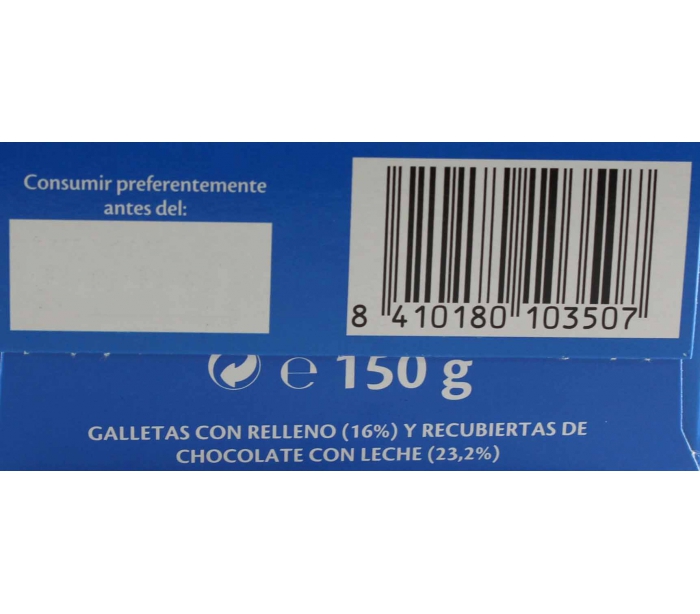 Consumir preferentemente
antes del:
8 410180 103507
e 150 g
GALLETAS CON RELLENO (16%) Y RECUBIERTAS DE
CHOCOLATE CON LECHE (23,2%)